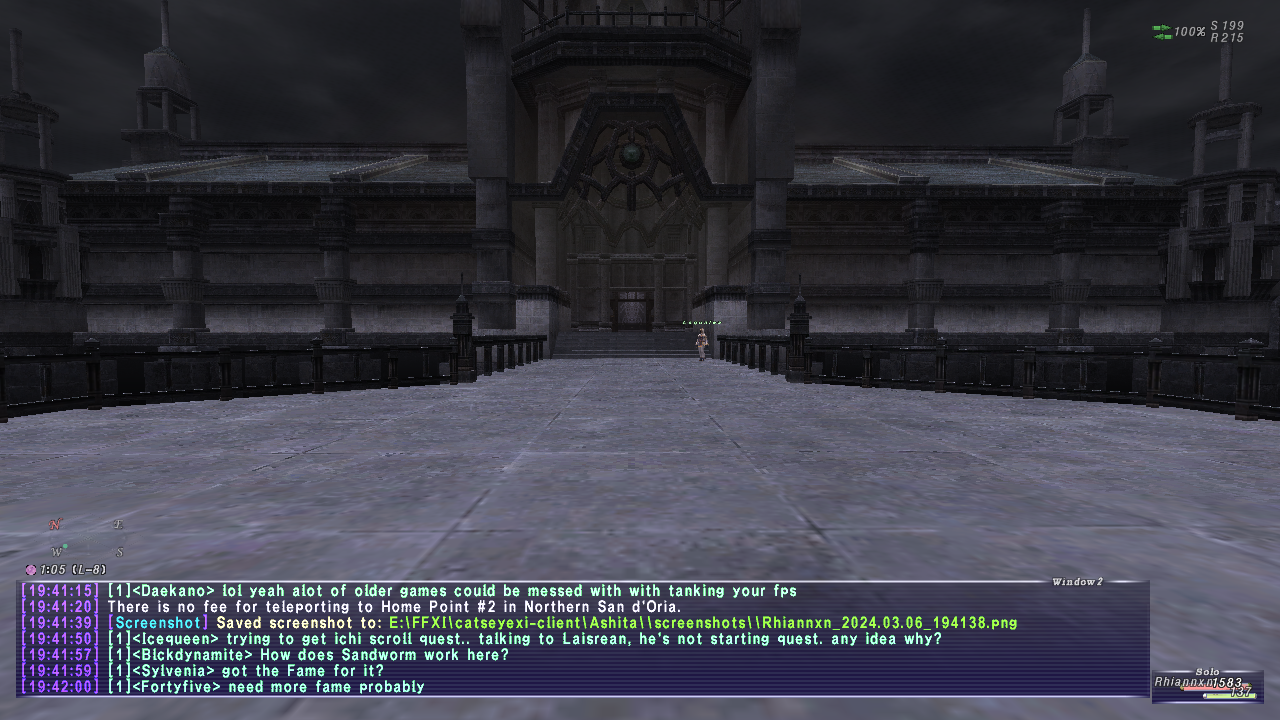 100% S 199
R 215
N E
W S
1:05 (L-8)
Window2
[19:41:15] [1]<Daekano> lol yeah alot of older games could be messed with with tanking your fps
[19:41:20] There is no fee for teleporting to Home Point #2 in Northern San d'Oria.
[19:41:39] [Screenshot] Saved screenshot to: E:\FFXI\catseyexi-client\Ashita\\screenshots\\Rhiannxn_2024.03.06_194138.png
[19:41:50] [1]<Icequeen> trying to get ichi scroll quest.. talking to Laisrean, he's not starting quest. any idea why?
[19:41:57] [1]<Blckdynamite> How does Sandworm work here?
[19:41:59] [1]<Sylvenia> got the Fame for it?
[19:42:00] [1]<Fortyfive> need more fame probably
Solo
Rhiannxn 1583
137